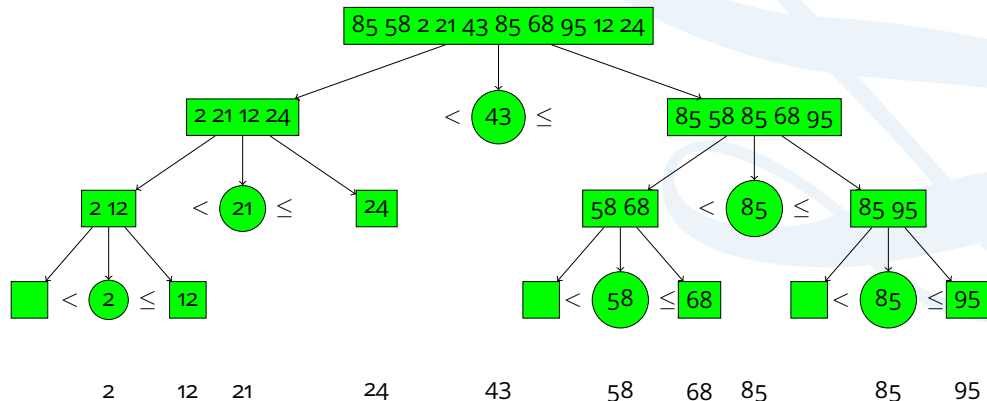 85 58 2 21 43 85 68 95 12 24
2 21 12 24 < 43 ≤ 85 58 85 68 95
2 12 < 21 ≤ 24 58 68 < 85 ≤ 85 95
< 2 ≤ 12 < 58 ≤ 68 < 85 ≤ 95
2 12 21 24 43 58 68 85 85 95